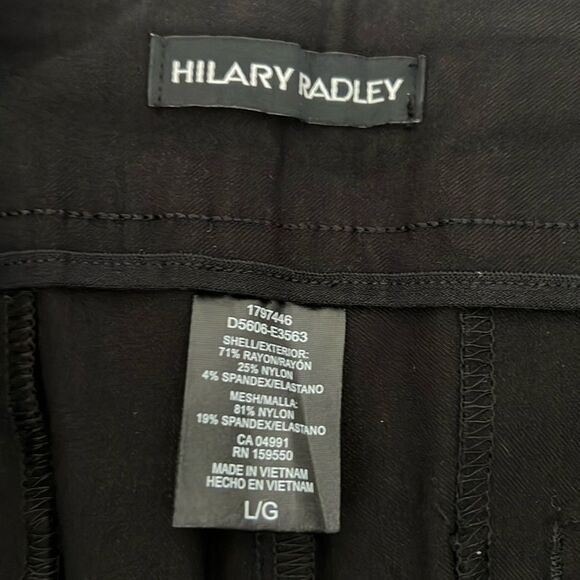 HILARY RADLEY
1797446
D5606-E3563
SHELL/EXTERIOR:
71% RAYON/RAYÓN
25% NYLON
4% SPANDEX/ELASTANO
MESH/MALLA:
81% NYLON
19% SPANDEX/ELASTANO
CA 04991
RN 159550
MADE IN VIETNAM
HECHO EN VIETNAM
L/G